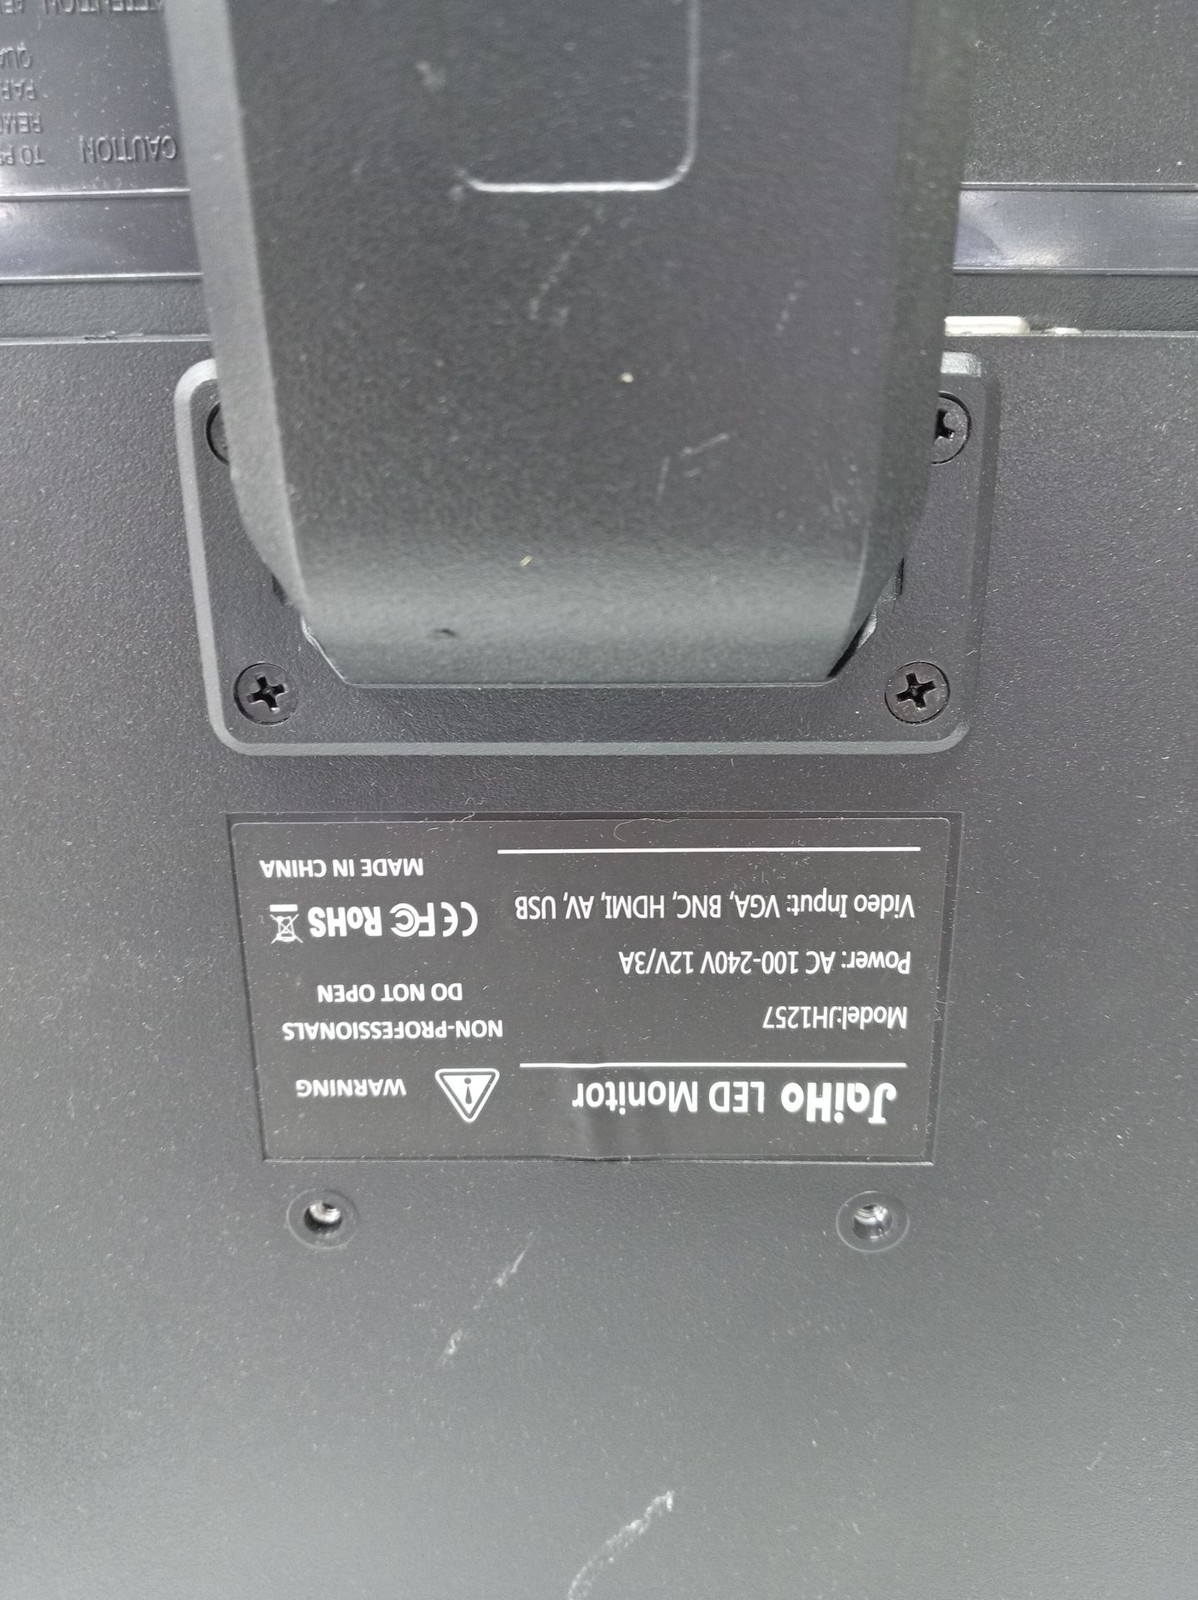 JaiHo LED Monitor
Model:JH1257
Power: AC 100-240V 12V/3A
Video Input: VGA, BNC, HDMI, AV, USB
WARNING
NON-PROFESSIONALS
DO NOT OPEN
CE FC RoHS
MADE IN CHINA
CAUTION
TO